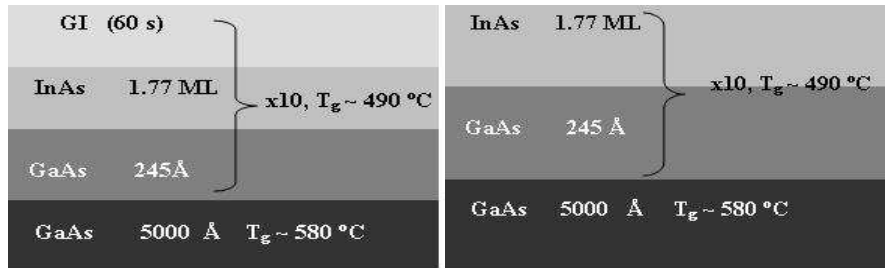 GI (60 s)
InAs 1.77 ML
x10, Tg ~ 490 ºC
GaAs 245Å
GaAs 5000 Å Tg ~ 580 ºC
InAs 1.77 ML
x10, Tg ~ 490 ºC
GaAs 245 Å
GaAs 5000 Å Tg ~ 580 ºC